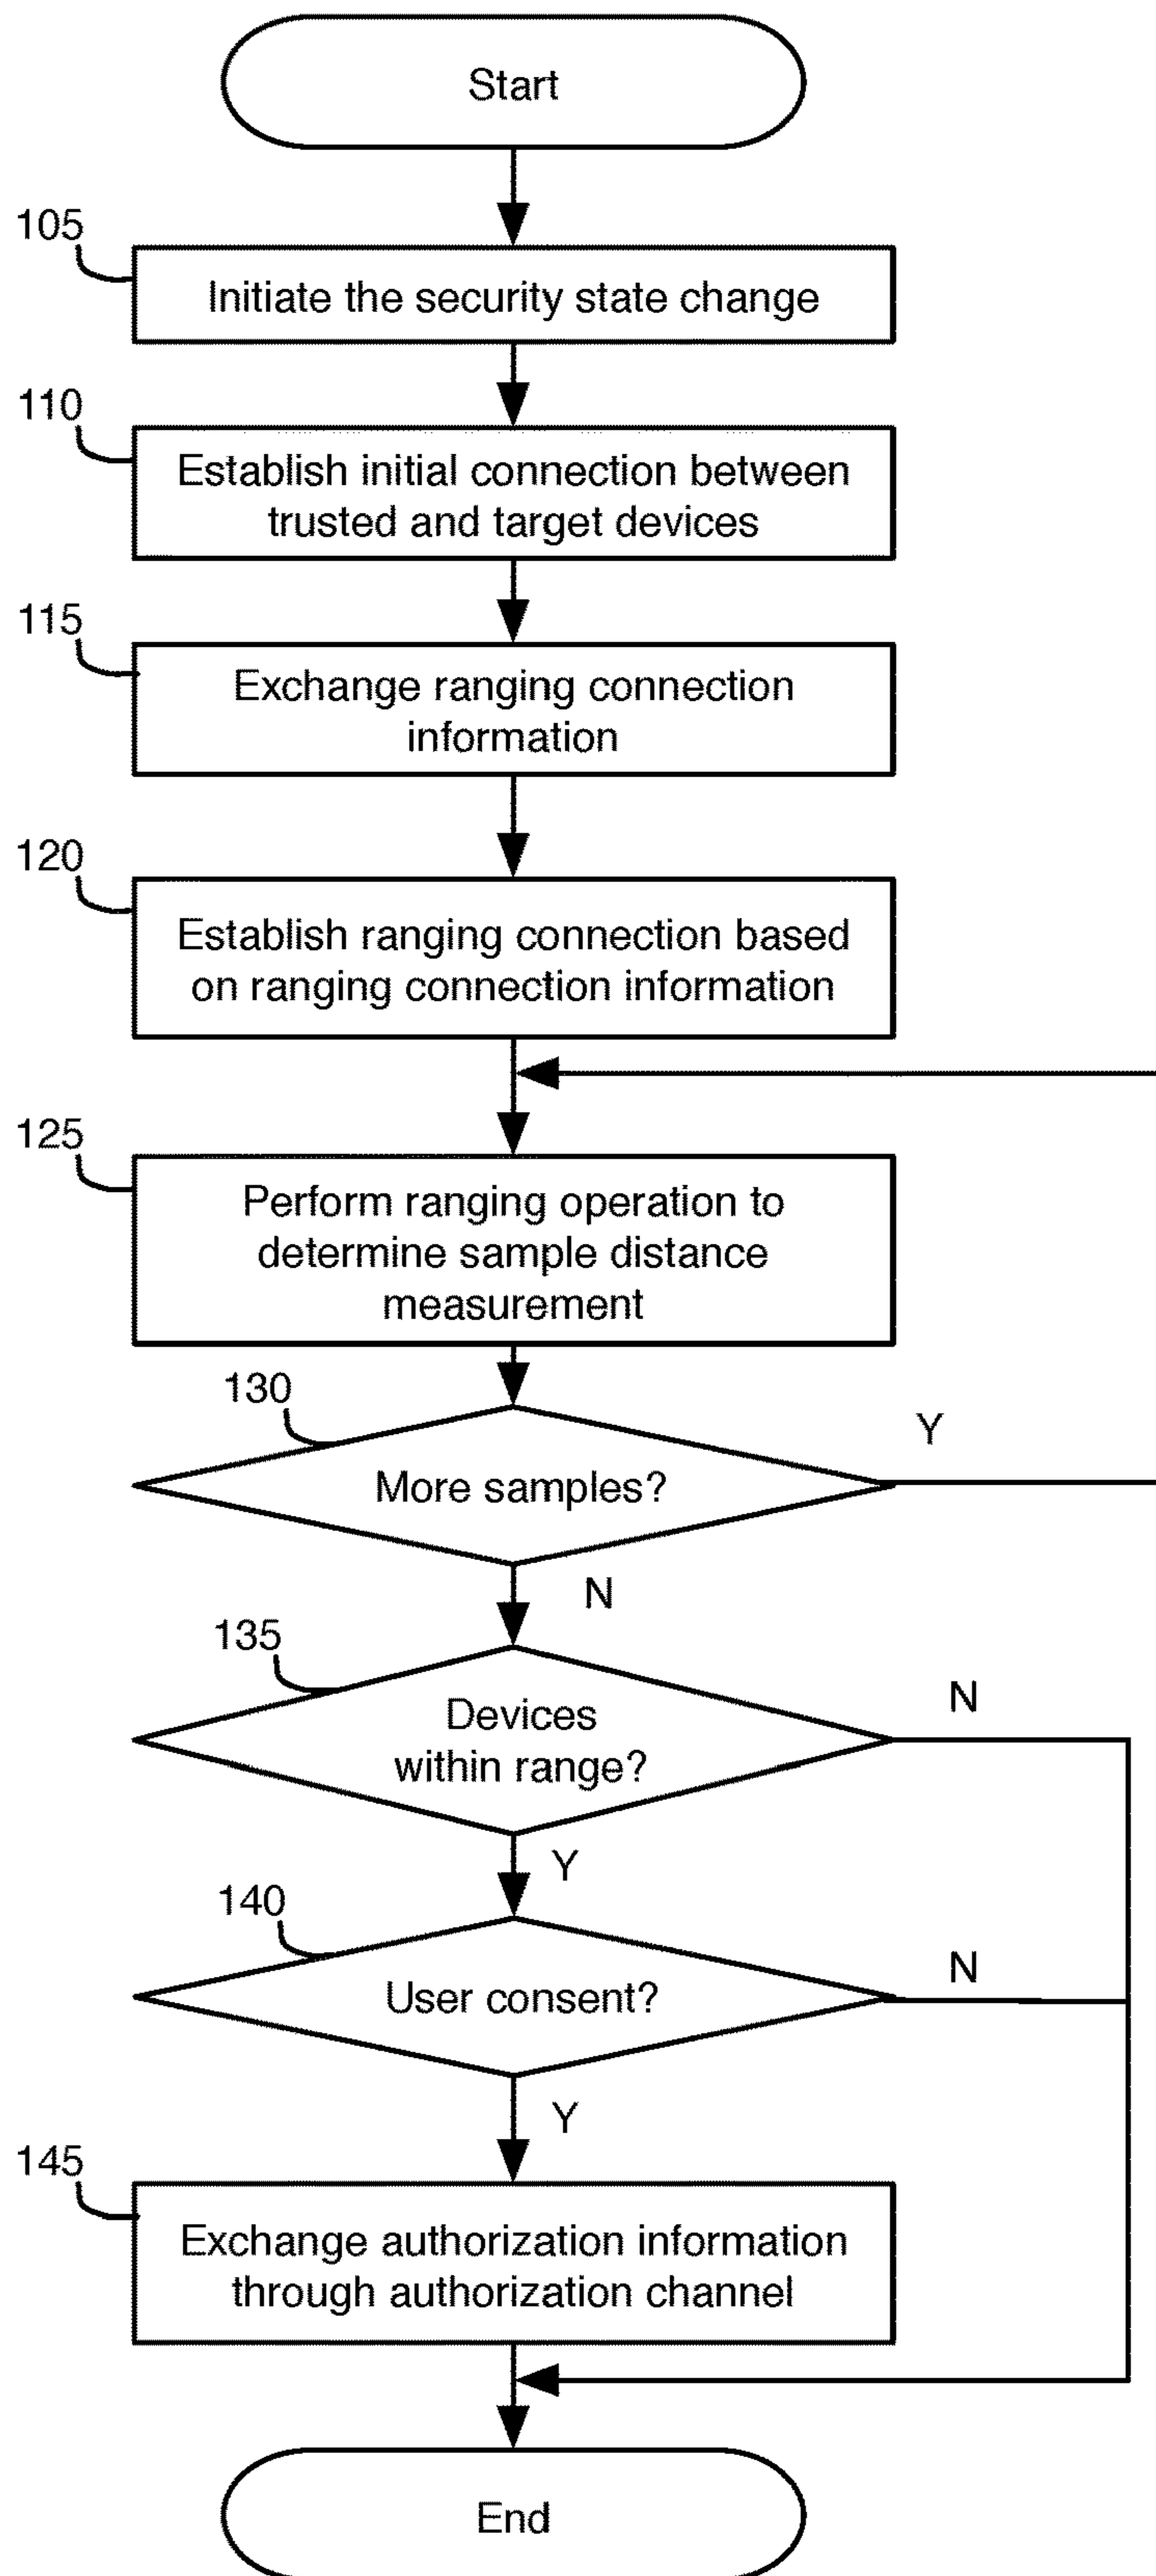 Start
105
Initiate the security state change
110
Establish initial connection between
trusted and target devices
115
Exchange ranging connection
information
120
Establish ranging connection based
on ranging connection information
125
Perform ranging operation to
determine sample distance
measurement
130
Y
More samples?
N
135
N
Devices
within range?
Y
140
N
User consent?
Y
145
Exchange authorization information
through authorization channel
End